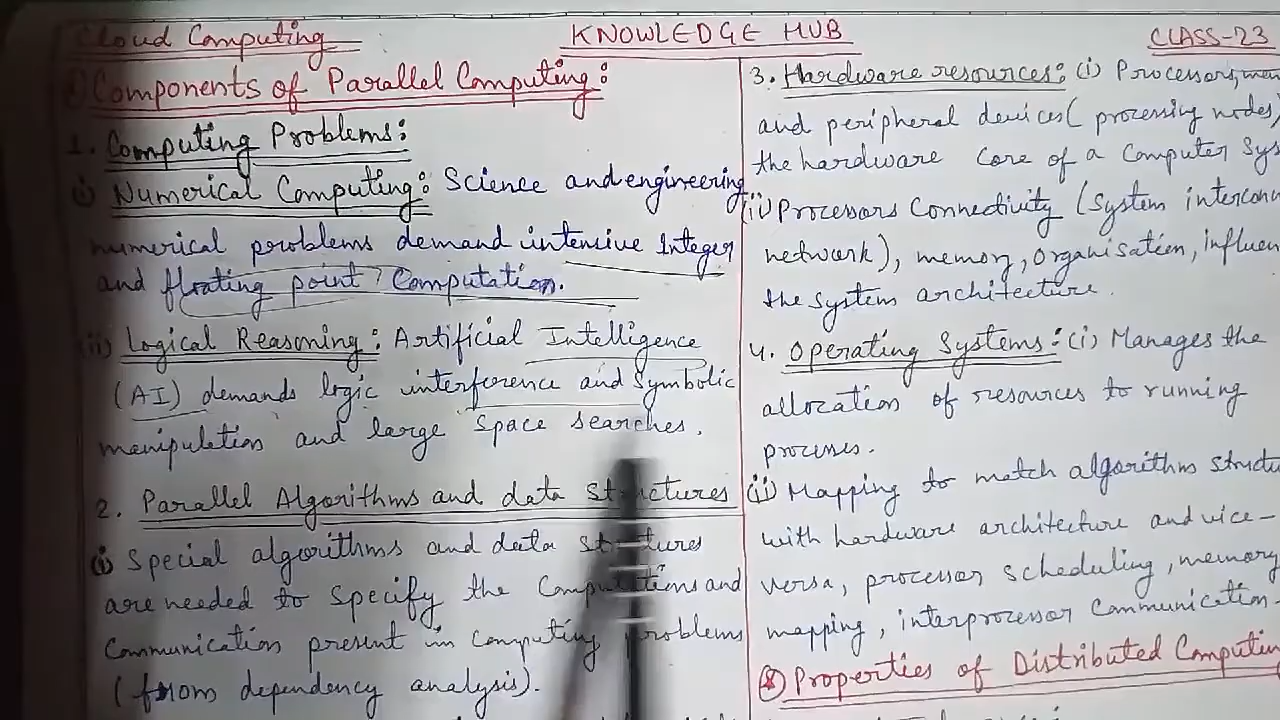 Cloud Computing
KNOWLEDGE HUB
CLASS-23
Components of Parallel Computing:
1. Computing Problems:
i) Numerical Computing: Science and engineering
numerical problems demand intensive Integer
and floating point Computation.
(ii) Logical Reasoning: Artificial Intelligence
(AI) demands logic interference and Symbolic
manipulation and large Space searches.
2. Parallel Algorithms and data Structures
(i) Special algorithms and data structures
are needed to Specify the Computations and
Communication present in computing problems
(from dependency analysis).
3. Hardware resources: (i) Processors,
and peripheral devices (processing nodes)
the hardware Core of a Computer
(ii) Processors Connectivity (System
network), memory, Organisation,
the System architecture.
4. Operating Systems: (i) Manages the
allocation of resources to running
processes.
(ii) Mapping to match algorithm
with hardware architecture and vice-
versa, processor scheduling, memory
mapping, interprocessor Communication.
Properties of Distributed